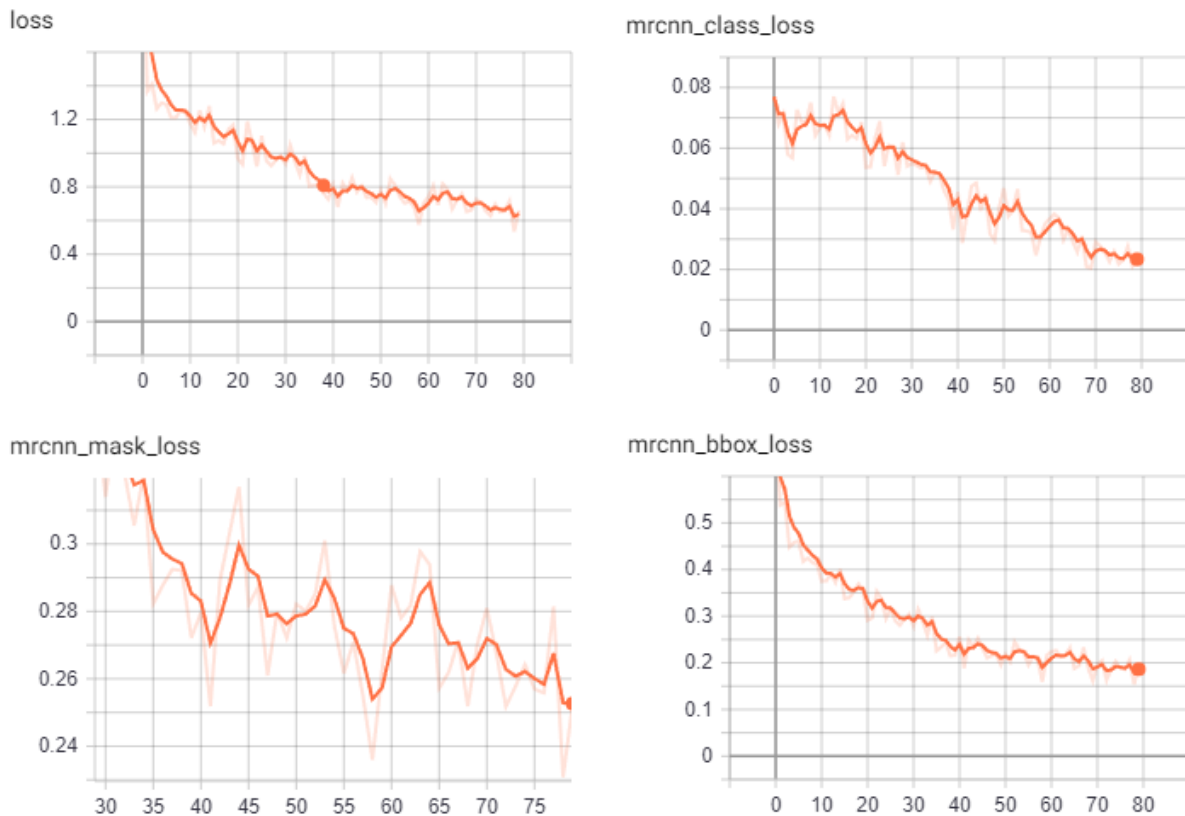 loss
1.2
0.8
0.4
0
0 10 20 30 40 50 60 70 80
mrcnn_class_loss
0.08
0.06
0.04
0.02
0
0 10 20 30 40 50 60 70 80
mrcnn_mask_loss
0.3
0.28
0.26
0.24
30 35 40 45 50 55 60 65 70 75
mrcnn_bbox_loss
0.5
0.4
0.3
0.2
0.1
0
0 10 20 30 40 50 60 70 80